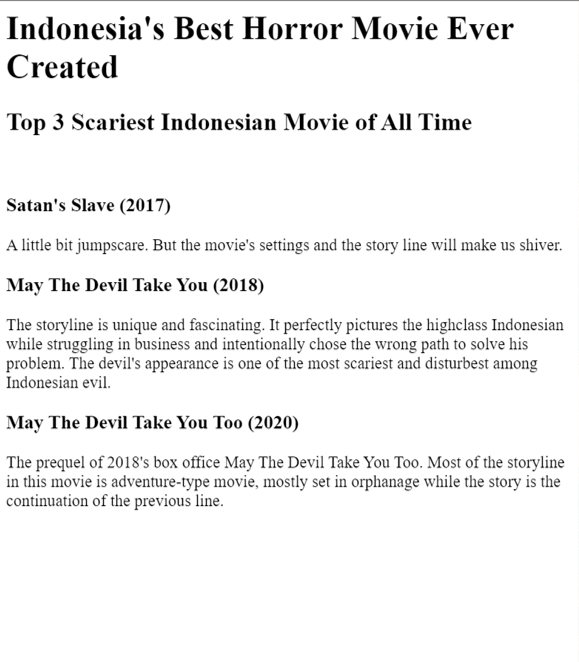 Indonesia's Best Horror Movie Ever
Created
Top 3 Scariest Indonesian Movie of All Time
Satan's Slave (2017)
A little bit jumpscare. But the movie's settings and the story line will make us shiver.
May The Devil Take You (2018)
The storyline is unique and fascinating. It perfectly pictures the highclass Indonesian
while struggling in business and intentionally chose the wrong path to solve his
problem. The devil's appearance is one of the most scariest and disturbest among
Indonesian evil.
May The Devil Take You Too (2020)
The prequel of 2018's box office May The Devil Take You Too. Most of the storyline
in this movie is adventure-type movie, mostly set in orphanage while the story is the
continuation of the previous line.